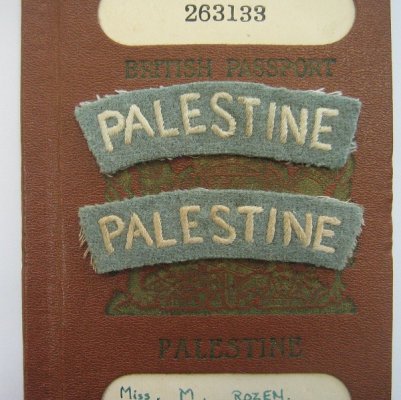 263133
BRITISH PASSPORT
PALESTINE
PALESTINE
PALESTINE
Miss. M. ROZEN.